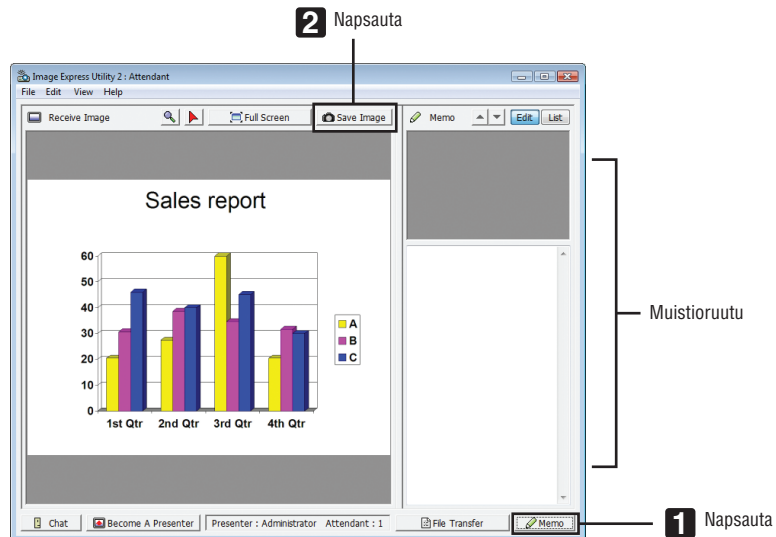 2 Napsauta
Image Express Utility 2 : Attendant
File Edit View Help
Receive Image Full Screen Save Image Memo Edit List
Sales report
60
50
40
30
20
10
0
1st Qtr 2nd Qtr 3rd Qtr 4th Qtr
A
B
C
Muistioruutu
Chat Become A Presenter Presenter : Administrator Attendant : 1 File Transfer Memo
1 Napsauta